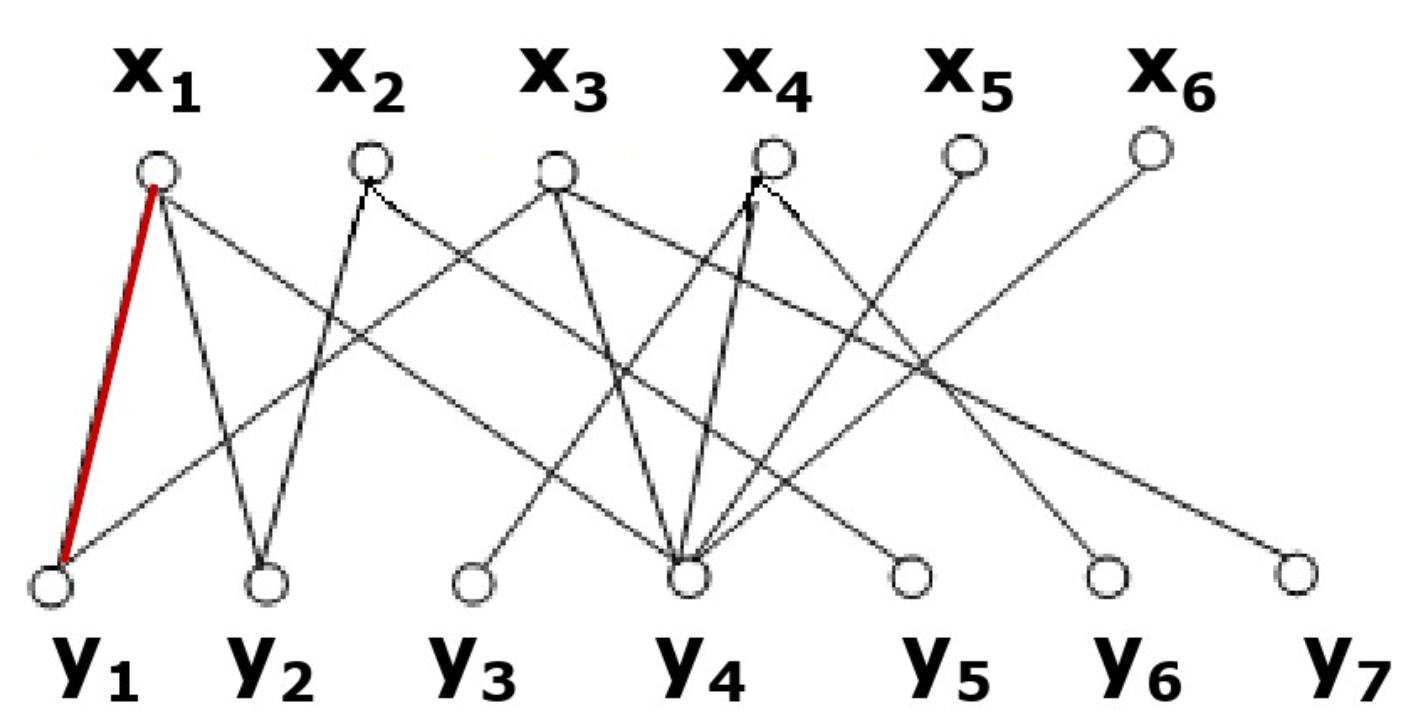 x₁ x₂ x₃ x₄ x₅ x₆
y₁ y₂ y₃ y₄ y₅ y₆ y₇